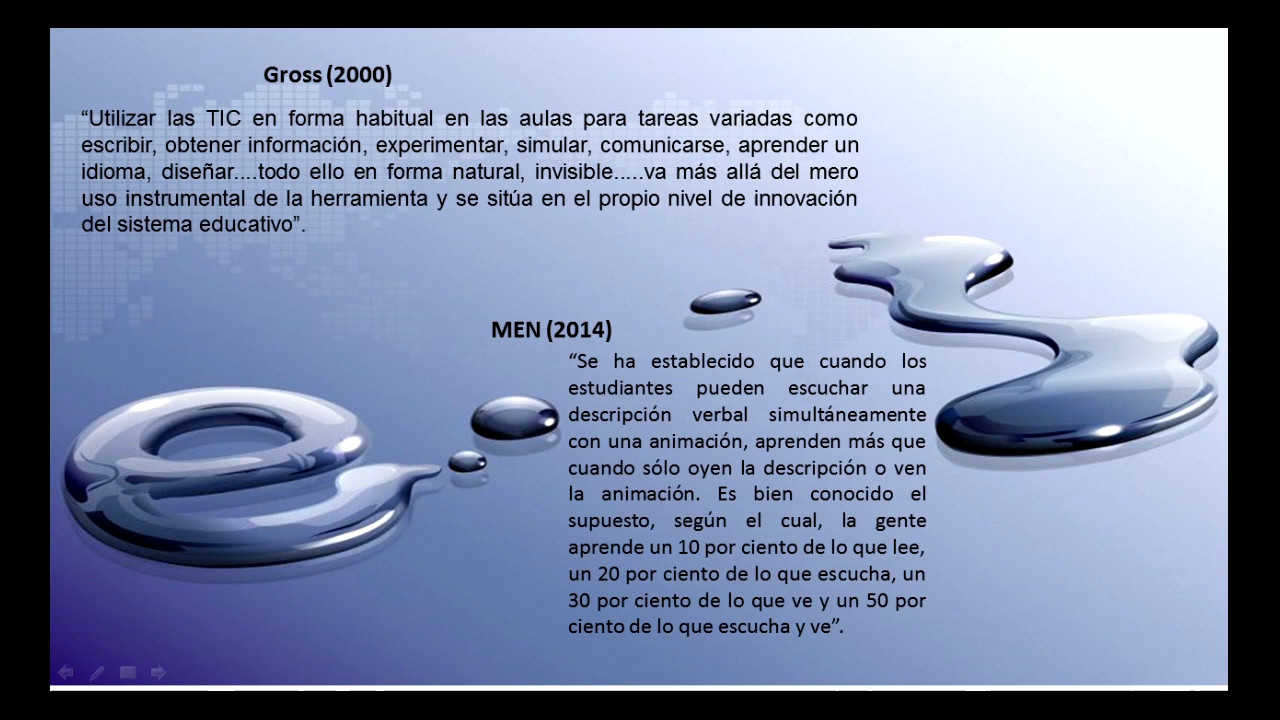 Gross (2000)
“Utilizar las TIC en forma habitual en las aulas para tareas variadas como
escribir, obtener información, experimentar, simular, comunicarse, aprender un
idioma, diseñar....todo ello en forma natural, invisible.....va más allá del mero
uso instrumental de la herramienta y se sitúa en el propio nivel de innovación
del sistema educativo”.
MEN (2014)
“Se ha establecido que cuando los
estudiantes pueden escuchar una
descripción verbal simultáneamente
con una animación, aprenden más que
cuando sólo oyen la descripción o ven
la animación. Es bien conocido el
supuesto, según el cual, la gente
aprende un 10 por ciento de lo que lee,
un 20 por ciento de lo que escucha, un
30 por ciento de lo que ve y un 50 por
ciento de lo que escucha y ve”.